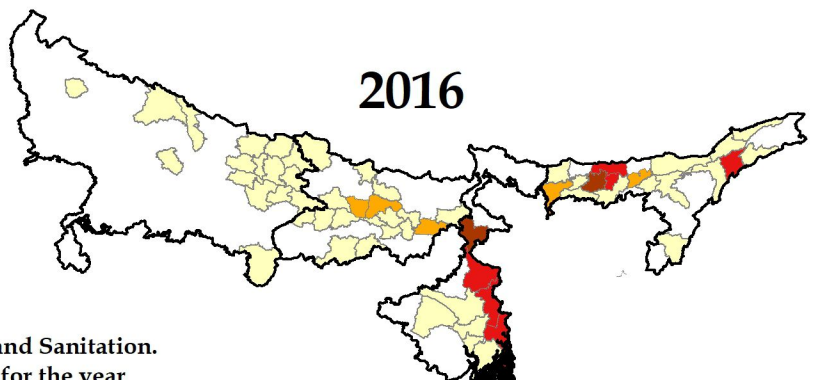 2016
and Sanitation.
for the year